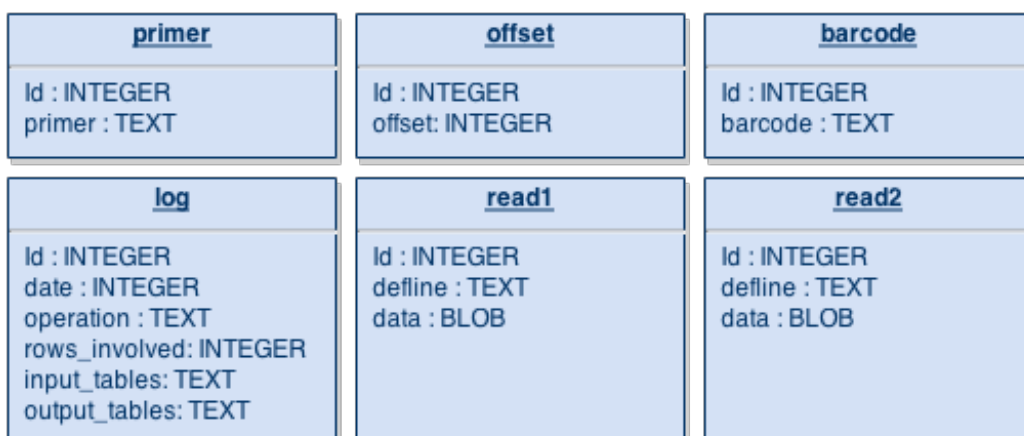 primer
Id : INTEGER
primer : TEXT
offset
Id : INTEGER
offset: INTEGER
barcode
Id : INTEGER
barcode : TEXT
log
Id : INTEGER
date : INTEGER
operation : TEXT
rows_involved: INTEGER
input_tables: TEXT
output_tables: TEXT
read1
Id : INTEGER
defline : TEXT
data : BLOB
read2
Id : INTEGER
defline : TEXT
data : BLOB